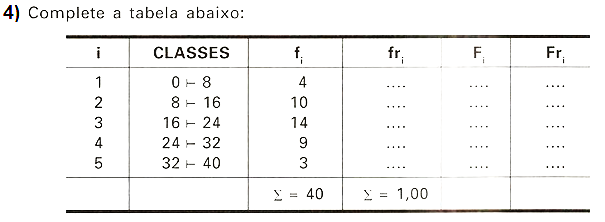 4) Complete a tabela abaixo:
i CLASSES fi fri Fi Fri
1 0 ⊢ 8 4 .... .... ....
2 8 ⊢ 16 10 .... .... ....
3 16 ⊢ 24 14 .... .... ....
4 24 ⊢ 32 9 .... .... ....
5 32 ⊢ 40 3 .... .... ....
Σ = 40 Σ = 1,00